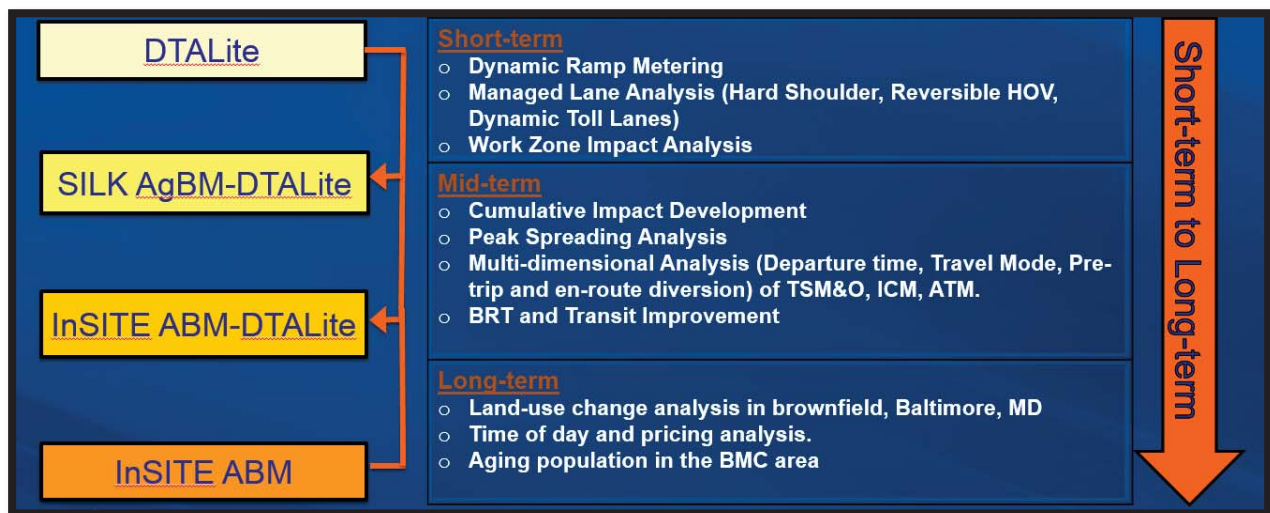 DTALite
SILK AgBM-DTALite
InSITE ABM-DTALite
InSITE ABM
Short-term
o Dynamic Ramp Metering
o Managed Lane Analysis (Hard Shoulder, Reversible HOV,
Dynamic Toll Lanes)
o Work Zone Impact Analysis
Mid-term
o Cumulative Impact Development
o Peak Spreading Analysis
o Multi-dimensional Analysis (Departure time, Travel Mode, Pre-
trip and en-route diversion) of TSM&O, ICM, ATM.
o BRT and Transit Improvement
Long-term
o Land-use change analysis in brownfield, Baltimore, MD
o Time of day and pricing analysis.
o Aging population in the BMC area
Short-term to Long-term